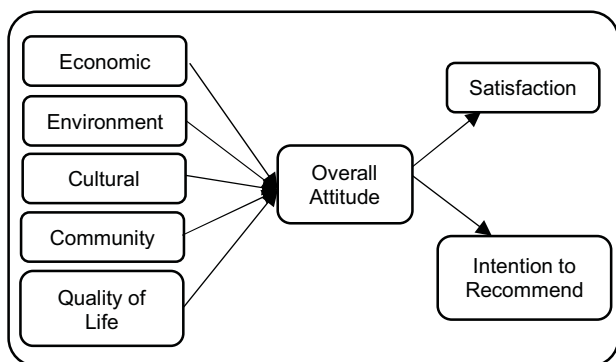 Economic
Environment
Cultural
Community
Quality of
Life
Overall
Attitude
Satisfaction
Intention to
Recommend